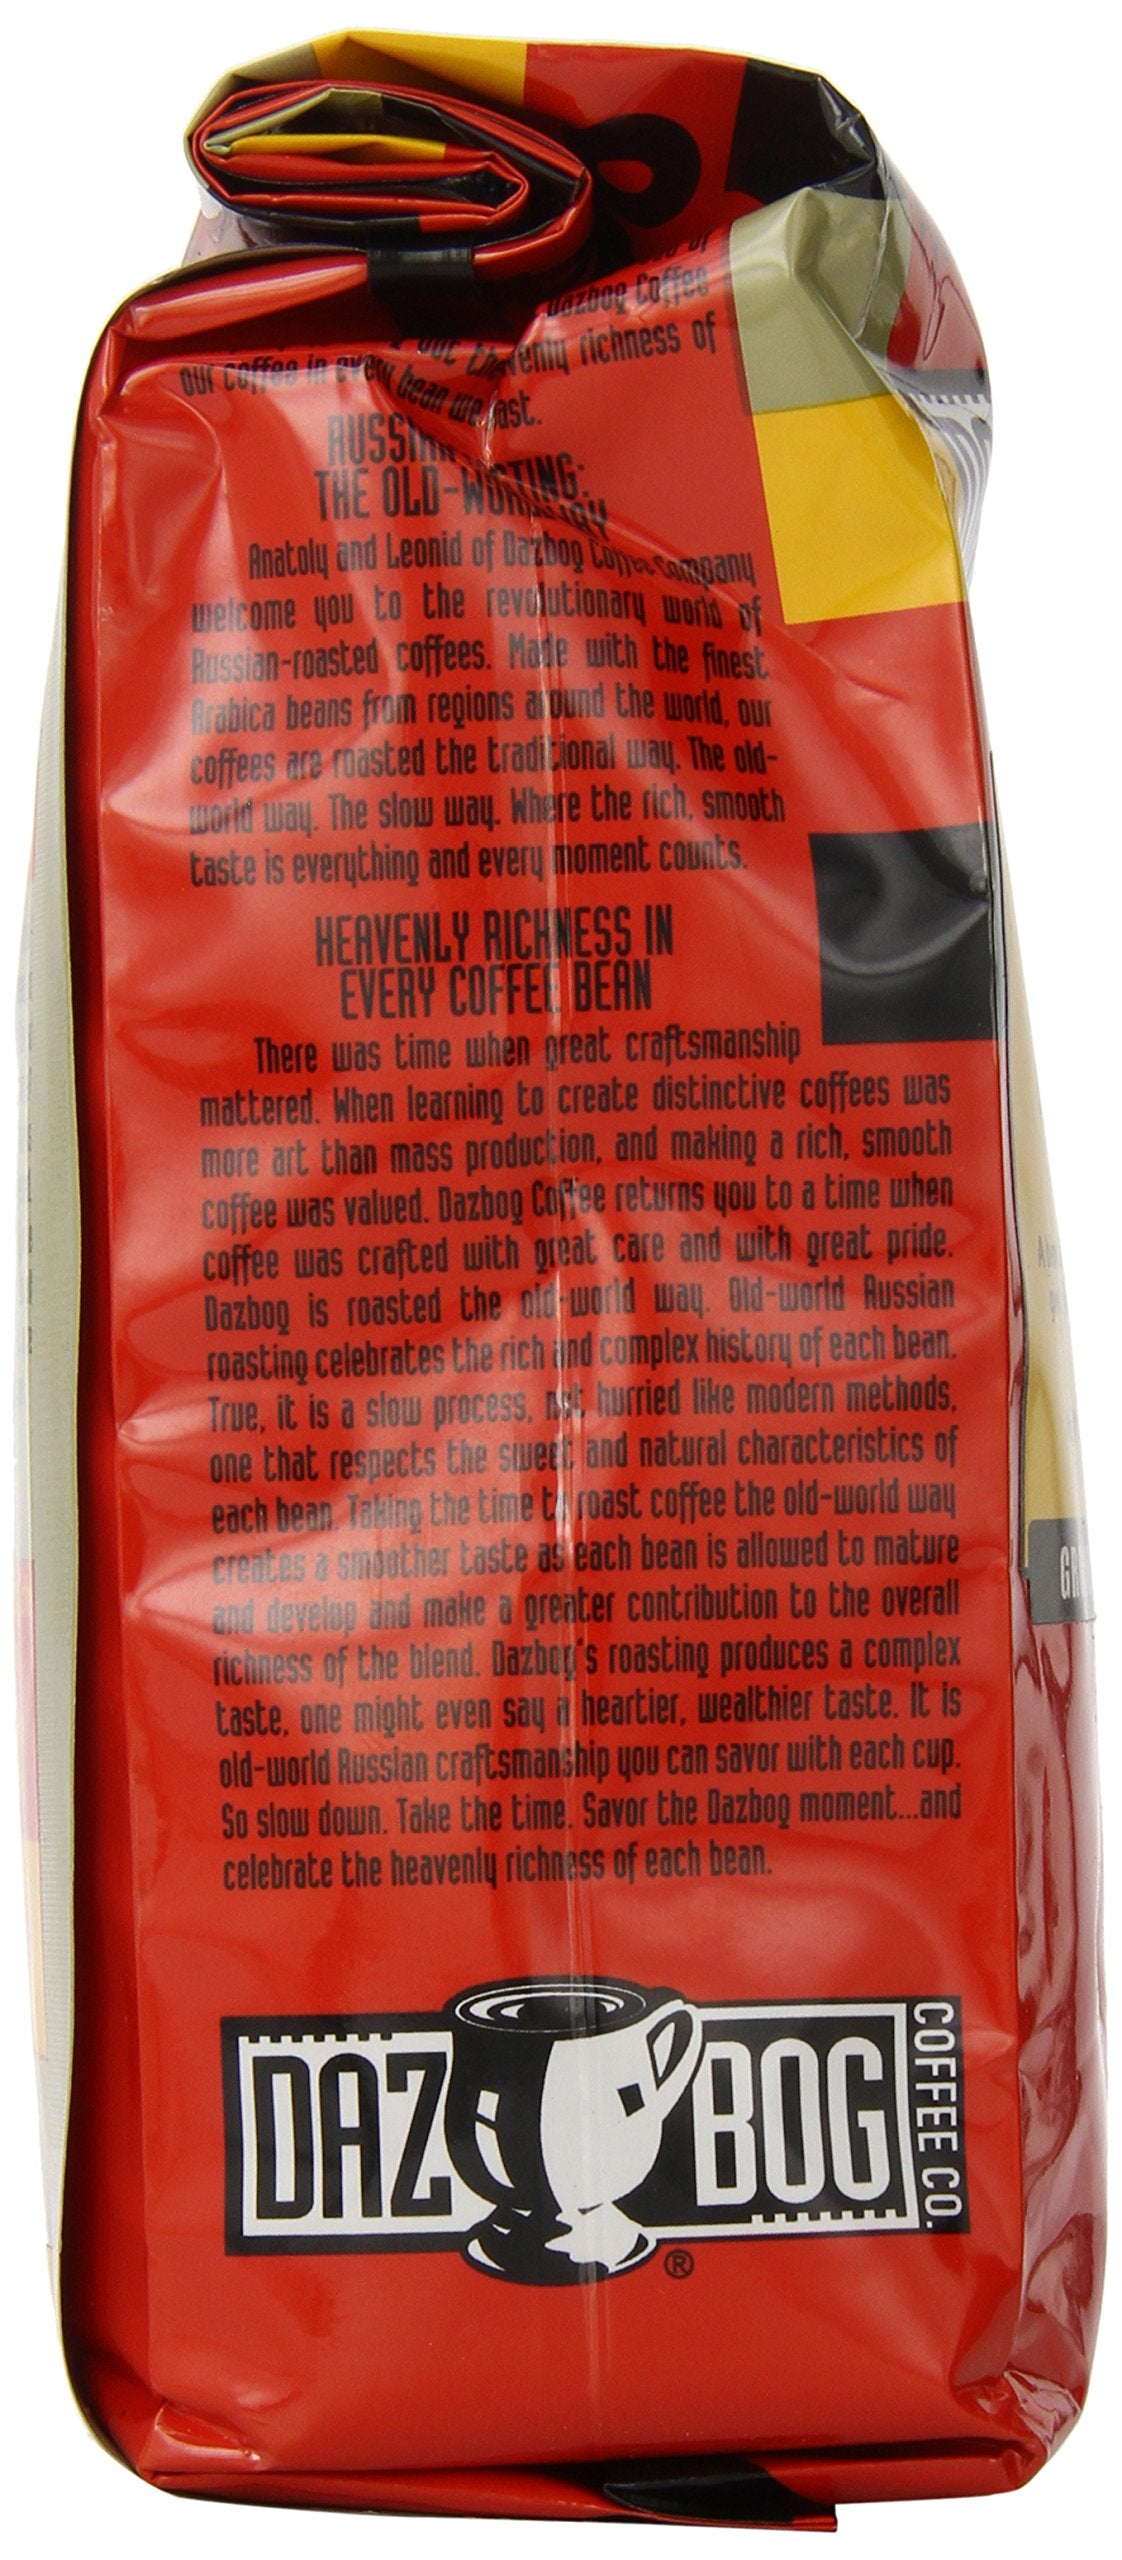 Dazbog Coffee
richness of
our coffee in every bean we
THE
Anatoly and Leonid of Dazbog Coffee Company
welcome you to the revolutionary world of
Russian-roasted coffees. Made with the finest
Arabica beans from regions around the world, our
coffees are roasted the traditional way. The old-
world way. The slow way. Where the rich, smooth
taste is everything and every moment counts.
HEAVENLY RICHNESS IN
EVERY COFFEE BEAN
There was time when great craftsmanship
mattered. When learning to create distinctive coffees was
more art than mass production, and making a rich, smooth
coffee was valued. Dazbog Coffee returns you to a time when
coffee was crafted with great care and with great pride.
Dazbog is roasted the old-world way. Old-world Russian
roasting celebrates the rich and complex history of each bean.
True, it is a slow process, not hurried like modern methods,
one that respects the sweet and natural characteristics of
each bean. Taking the time to roast coffee the old-world way
creates a smoother taste as each bean is allowed to mature
and develop and make a greater contribution to the overall
richness of the blend. Dazbog's roasting produces a complex
taste, one might even say a heartier, wealthier taste. It is
old-world Russian craftsmanship you can savor with each cup.
So slow down. Take the time. Savor the Dazbog moment...and
celebrate the heavenly richness of each bean.
DAZBOG
COFFEE CO.
®